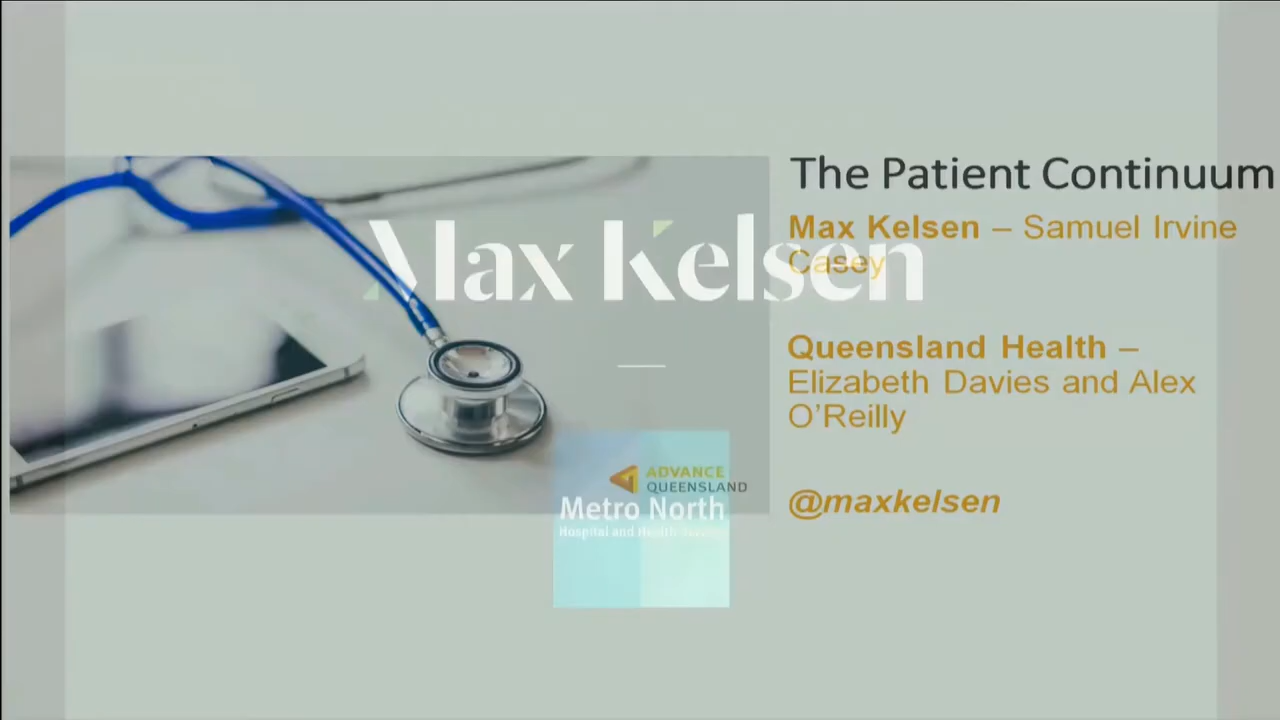 The Patient Continuum
Max Kelsen – Samuel Irvine
Casey
Max Kelsen
Queensland Health –
Elizabeth Davies and Alex
O'Reilly
ADVANCE
QUEENSLAND
Metro North
Hospital and Health
@maxkelsen